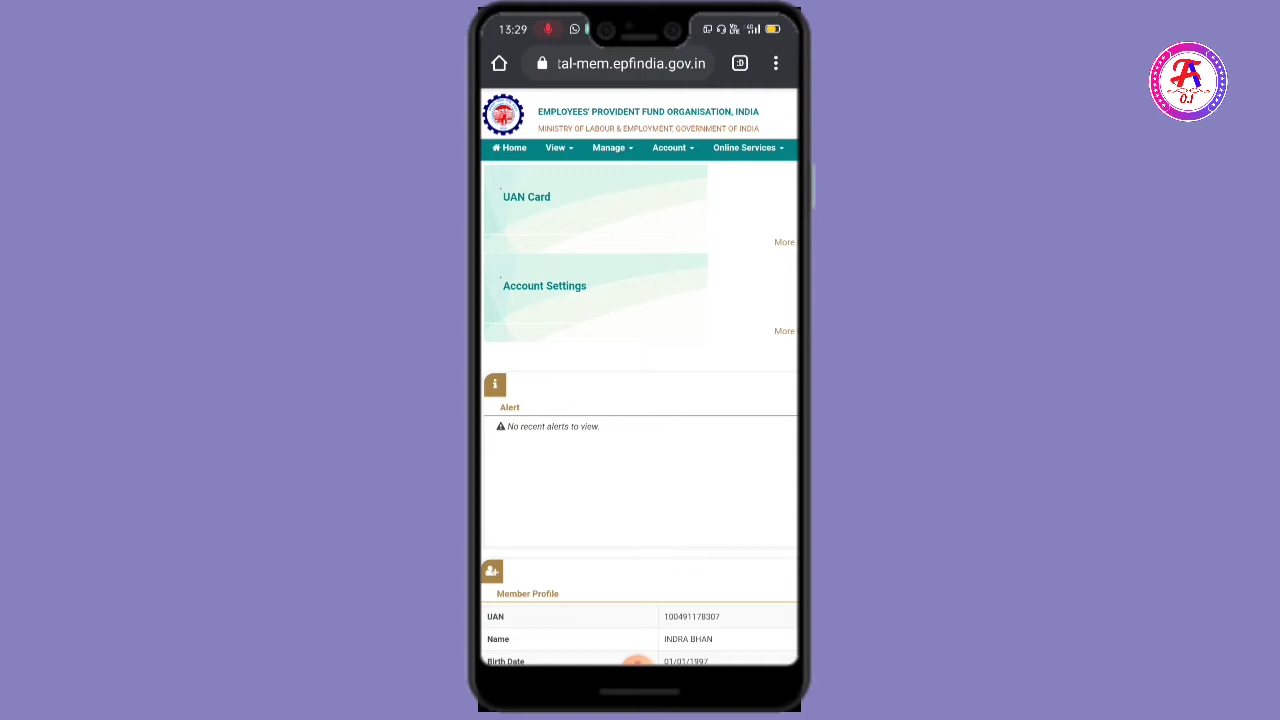 13:29
tal-mem.epfindia.gov.in
:D
EMPLOYEES' PROVIDENT FUND ORGANISATION, INDIA
MINISTRY OF LABOUR & EMPLOYMENT, GOVERNMENT OF INDIA
Home View Manage Account Online Services
UAN Card
More
Account Settings
More
Alert
No recent alerts to view.
Member Profile
UAN 100491178307
Name INDRA BHAN
Birth Date 01/01/1997
O.I